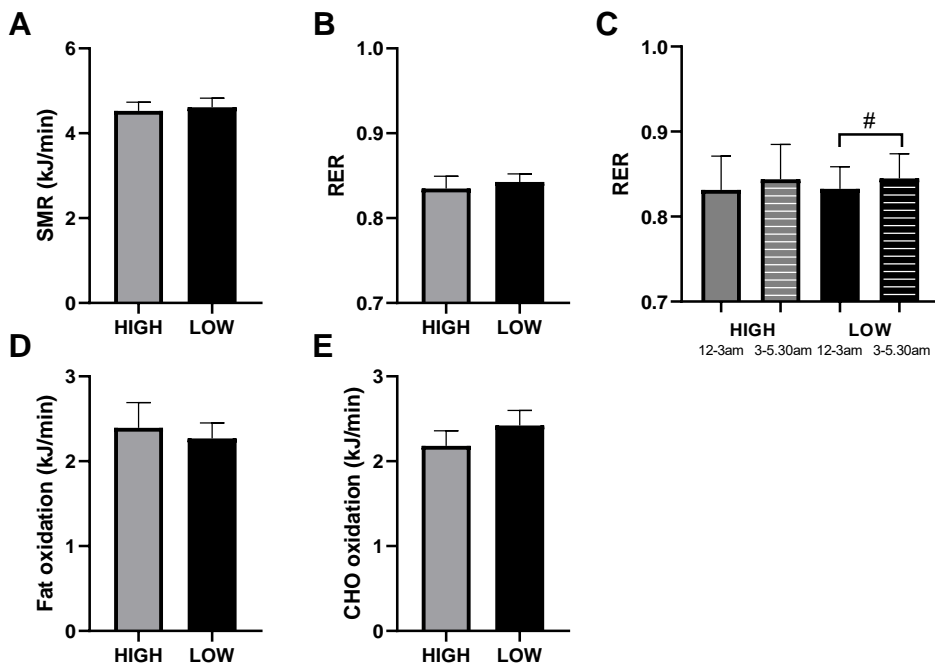 A
SMR (kJ/min)
6
4
2
0
HIGH LOW
B
RER
1.0
0.9
0.8
0.7
HIGH LOW
C
RER
1.0
0.9
0.8
0.7
#
HIGH LOW
12-3am 3-5.30am 12-3am 3-5.30am
D
Fat oxidation (kJ/min)
3
2
1
0
HIGH LOW
E
CHO oxidation (kJ/min)
3
2
1
0
HIGH LOW